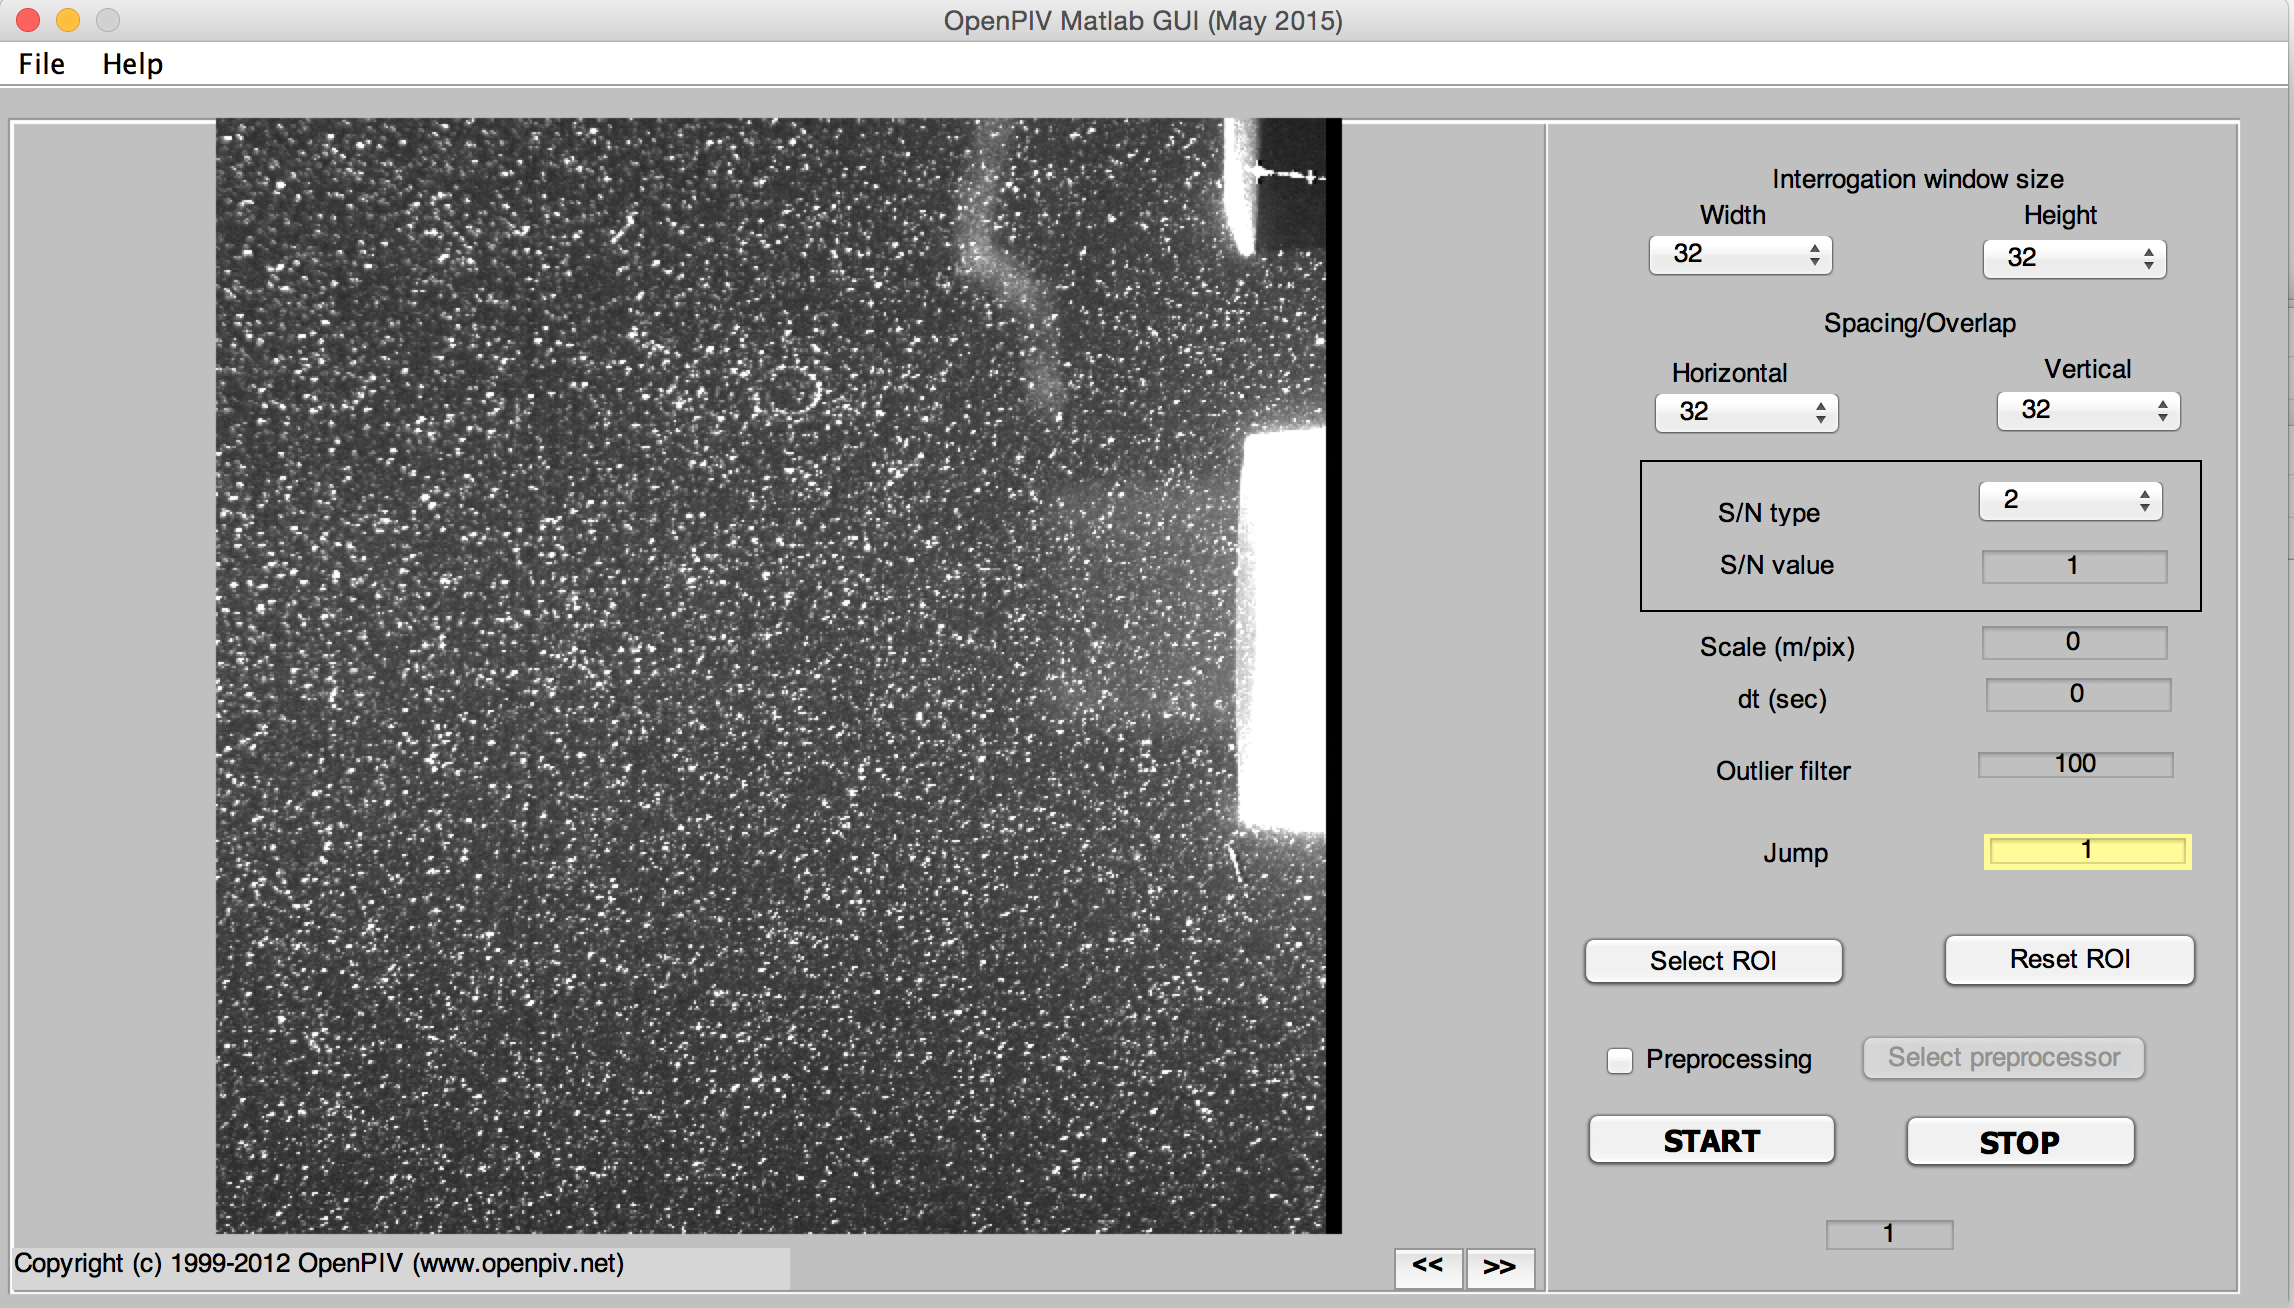 OpenPIV Matlab GUI (May 2015)
File Help
Interrogation window size
Width Height
32 32
Spacing/Overlap
Horizontal Vertical
32 32
S/N type 2
S/N value 1
Scale (m/pix) 0
dt (sec) 0
Outlier filter 100
Jump 1
Select ROI Reset ROI
Preprocessing Select preprocessor
START STOP
1
Copyright (c) 1999-2012 OpenPIV (www.openpiv.net)
<< >>